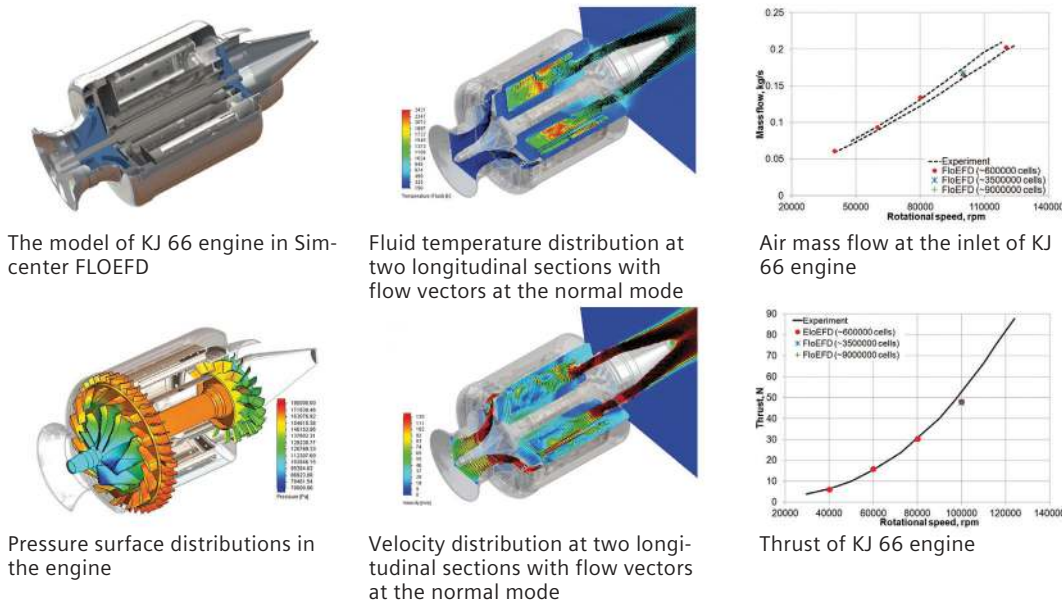 The model of KJ 66 engine in Sim-
center FLOEFD
Temperature (Fluid) [K]
Fluid temperature distribution at
two longitudinal sections with
flow vectors at the normal mode
0.25
0.2
0.15
0.1
0.05
0
Mass flow, kg/s
Experiment
FloEFD (~600000 cells)
FloEFD (~3500000 cells)
FloEFD (~9000000 cells)
20000 50000 80000 110000 140000
Rotational speed, rpm
Air mass flow at the inlet of KJ
66 engine
Pressure [Pa]
Pressure surface distributions in
the engine
Velocity [m/s]
Velocity distribution at two longi-
tudinal sections with flow vectors
at the normal mode
90
80
70
60
50
40
30
20
10
0
Thrust, N
Experiment
FloEFD (~600000 cells)
FloEFD (~3500000 cells)
FloEFD (~9000000 cells)
20000 40000 60000 80000 100000 120000 140000
Rotational speed, rpm
Thrust of KJ 66 engine